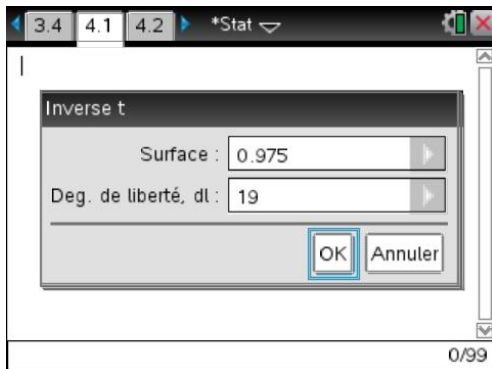 3.4 4.1 4.2 *Stat
Inverse t
Surface : 0.975
Deg. de liberté, dl : 19
OK Annuler
0/99